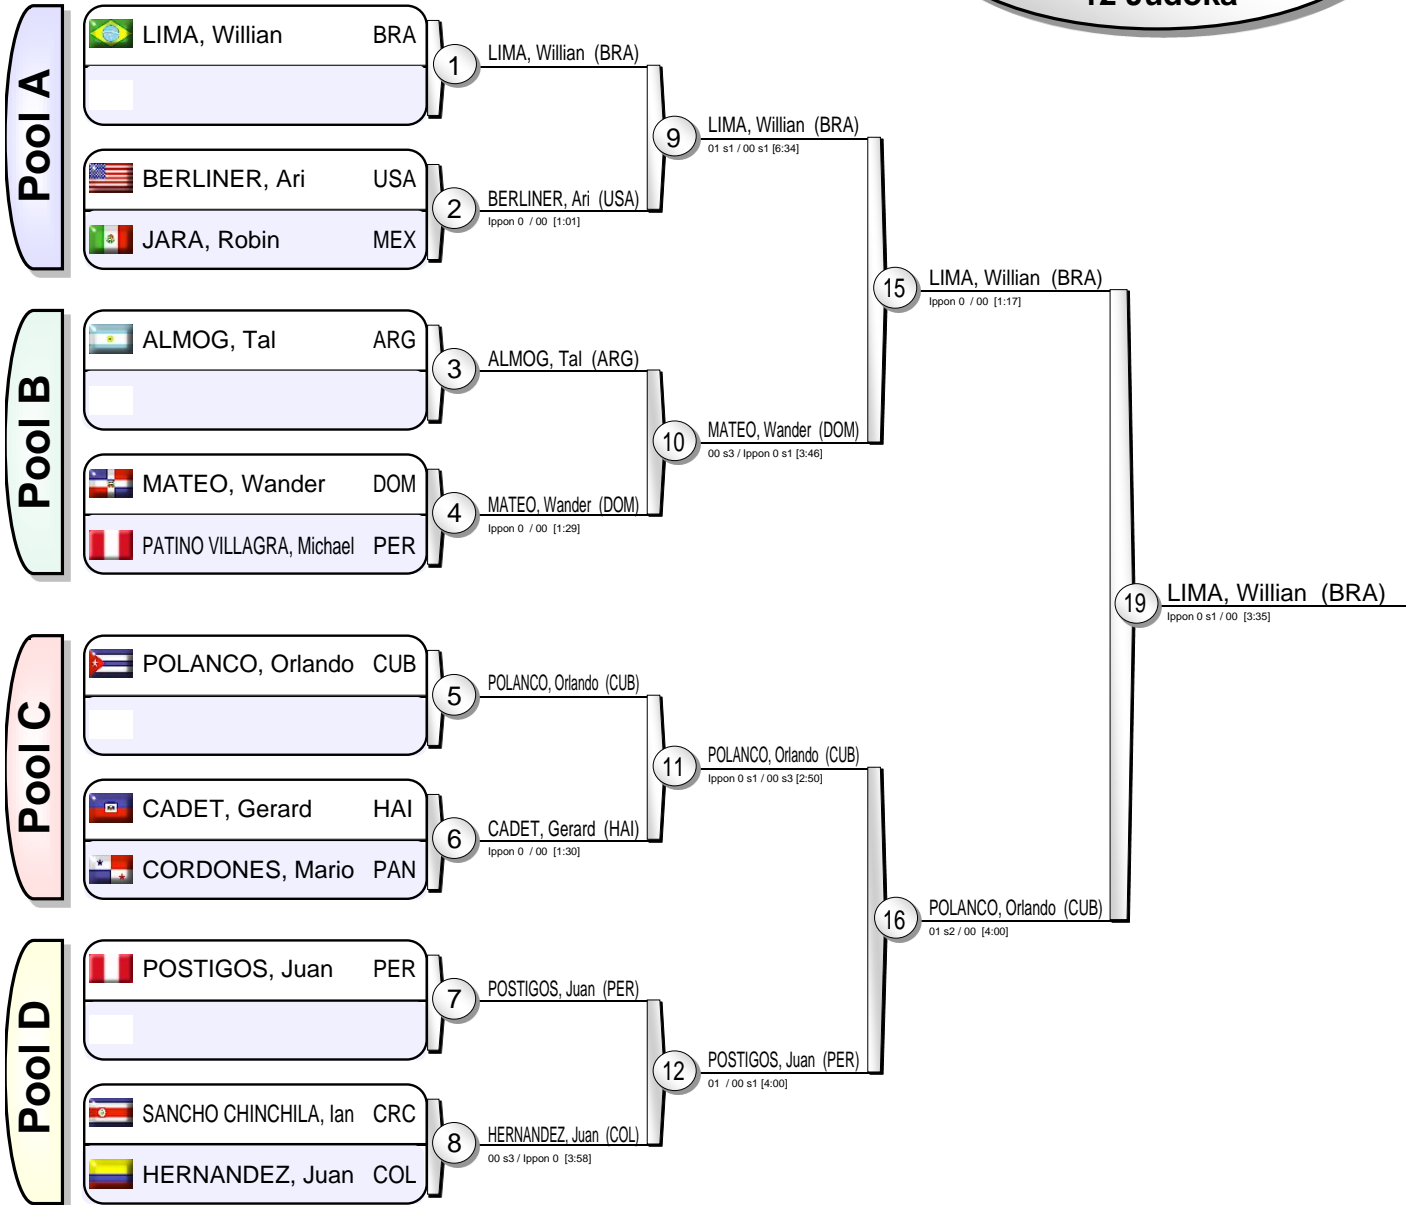 12 Judoka
Pool A
LIMA, Willian BRA
BERLINER, Ari USA
JARA, Robin MEX
Pool B
ALMOG, Tal ARG
MATEO, Wander DOM
PATINO VILLAGRA, Michael PER
Pool C
POLANCO, Orlando CUB
CADET, Gerard HAI
CORDONES, Mario PAN
Pool D
POSTIGOS, Juan PER
SANCHO CHINCHILA, Ian CRC
HERNANDEZ, Juan COL
1
LIMA, Willian (BRA)
2
BERLINER, Ari (USA)
Ippon 0 / 00 [1:01]
3
ALMOG, Tal (ARG)
4
MATEO, Wander (DOM)
Ippon 0 / 00 [1:29]
5
POLANCO, Orlando (CUB)
6
CADET, Gerard (HAI)
Ippon 0 / 00 [1:30]
7
POSTIGOS, Juan (PER)
8
HERNANDEZ, Juan (COL)
00 s3 / Ippon 0 [3:58]
9
LIMA, Willian (BRA)
01 s1 / 00 s1 [6:34]
10
MATEO, Wander (DOM)
00 s3 / Ippon 0 s1 [3:46]
11
POLANCO, Orlando (CUB)
Ippon 0 s1 / 00 s3 [2:50]
12
POSTIGOS, Juan (PER)
01 / 00 s1 [4:00]
15
LIMA, Willian (BRA)
Ippon 0 / 00 [1:17]
16
POLANCO, Orlando (CUB)
01 s2 / 00 [4:00]
19
LIMA, Willian (BRA)
Ippon 0 s1 / 00 [3:35]